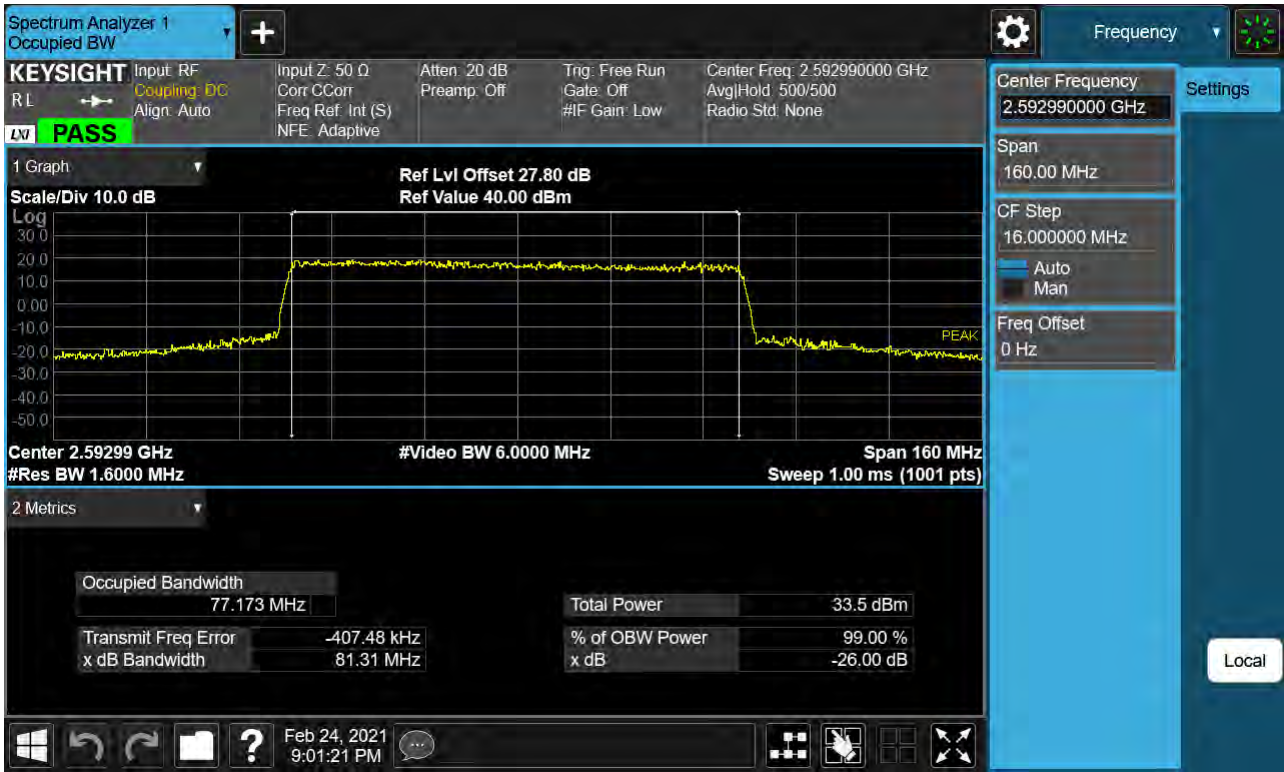 Spectrum Analyzer 1
Occupied BW
Frequency
KEYSIGHT
R L
LXI
PASS
Input: RF
Coupling: DC
Align: Auto
Input Z: 50 Ω
Corr CCorr
Freq Ref: Int (S)
NFE: Adaptive
Atten: 20 dB
Preamp: Off
Trig: Free Run
Gate: Off
#IF Gain: Low
Center Freq: 2.592990000 GHz
Avg|Hold: 500/500
Radio Std: None
Center Frequency
2.592990000 GHz
Settings
Span
160.00 MHz
CF Step
16.000000 MHz
Auto
Man
Freq Offset
0 Hz
1 Graph
Scale/Div 10.0 dB
Ref Lvl Offset 27.80 dB
Ref Value 40.00 dBm
Log
30.0
20.0
10.0
0.00
-10.0
-20.0
-30.0
-40.0
-50.0
PEAK
Center 2.59299 GHz
#Video BW 6.0000 MHz
Span 160 MHz
#Res BW 1.6000 MHz
Sweep 1.00 ms (1001 pts)
2 Metrics
Occupied Bandwidth
77.173 MHz
Total Power 33.5 dBm
Transmit Freq Error -407.48 kHz
% of OBW Power 99.00 %
x dB Bandwidth 81.31 MHz
x dB -26.00 dB
Local
?
Feb 24, 2021
9:01:21 PM